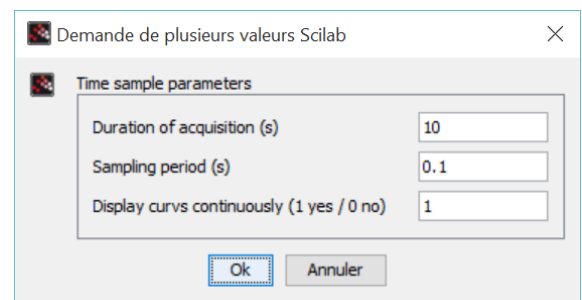 Demande de plusieurs valeurs Scilab
Time sample parameters
Duration of acquisition (s) 10
Sampling period (s) 0.1
Display curvs continuously (1 yes / 0 no) 1
Ok Annuler